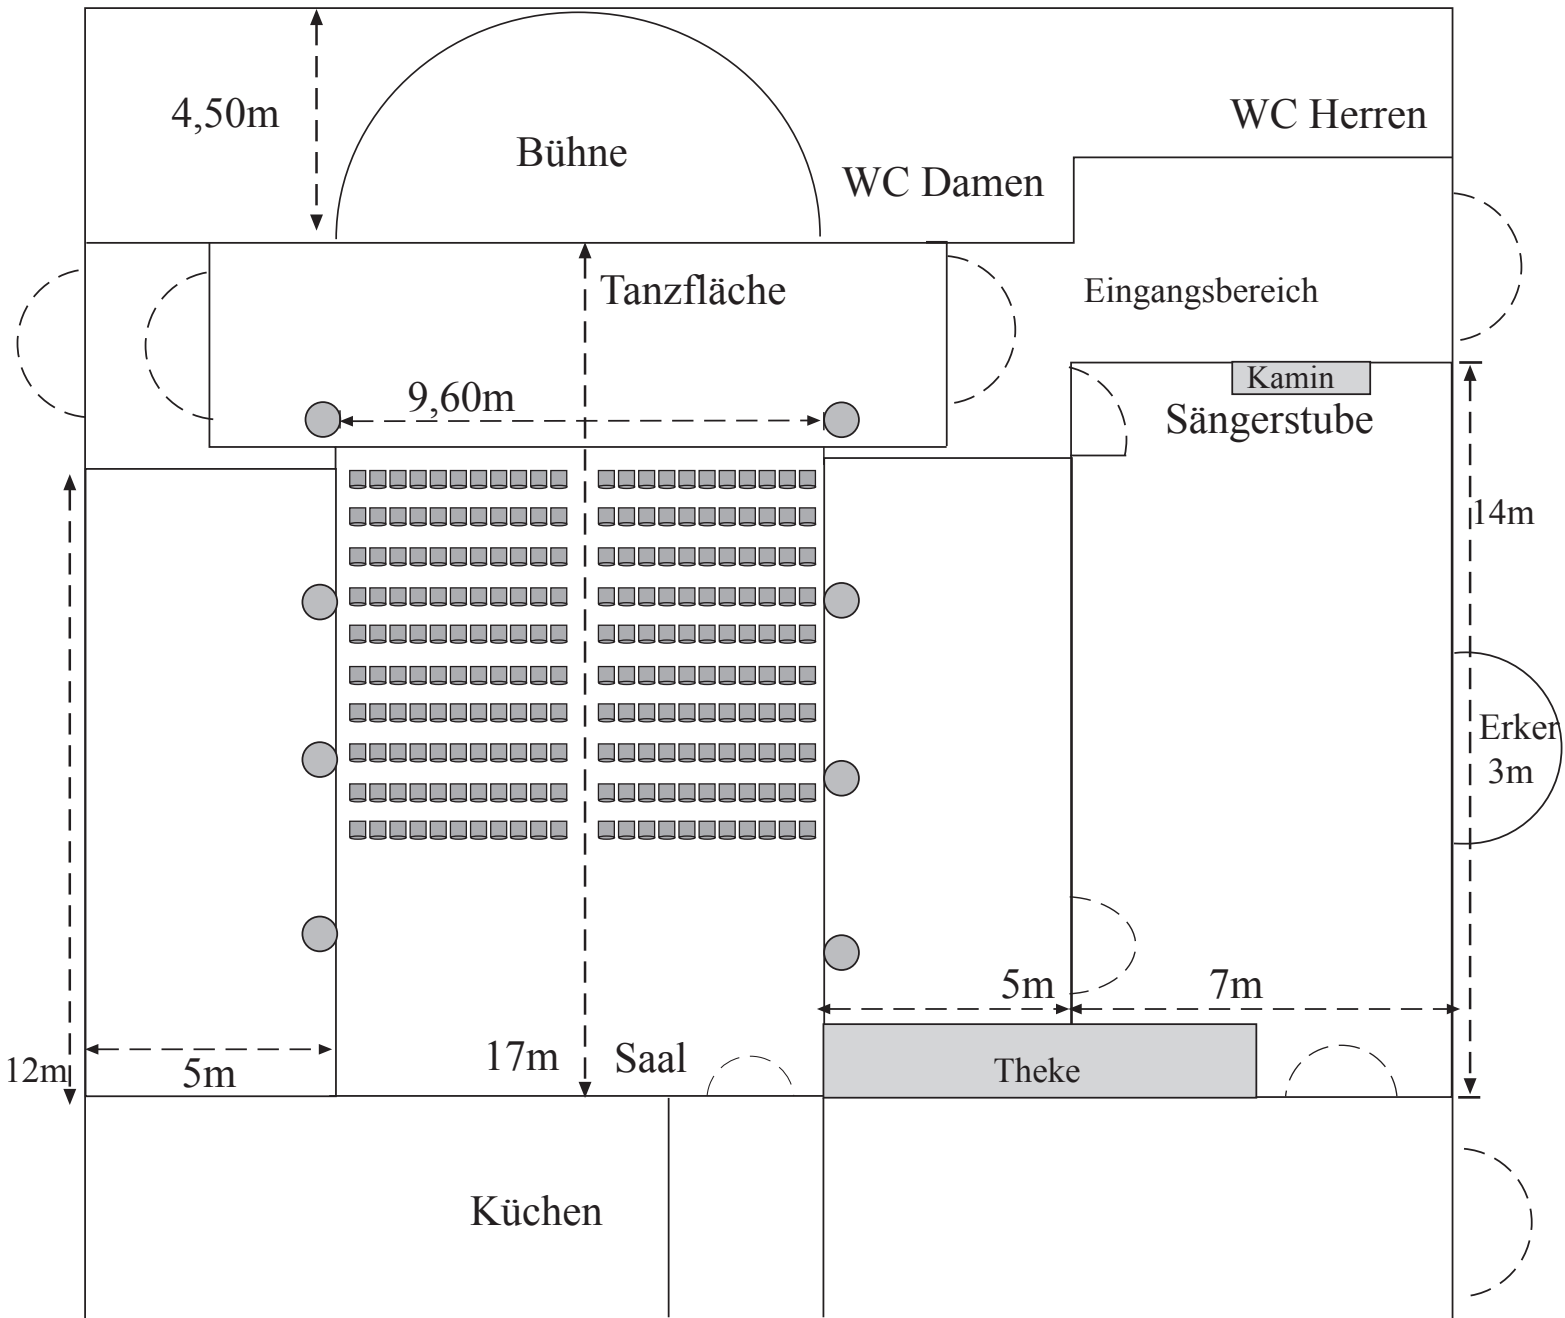 WC Herren
4,50m
Bühne
WC Damen
Tanzfläche
Eingangsbereich
Kamin
9,60m
Sängerstube
14m
Erker
3m
5m
7m
17m
Saal
12m
5m
Theke
Küchen